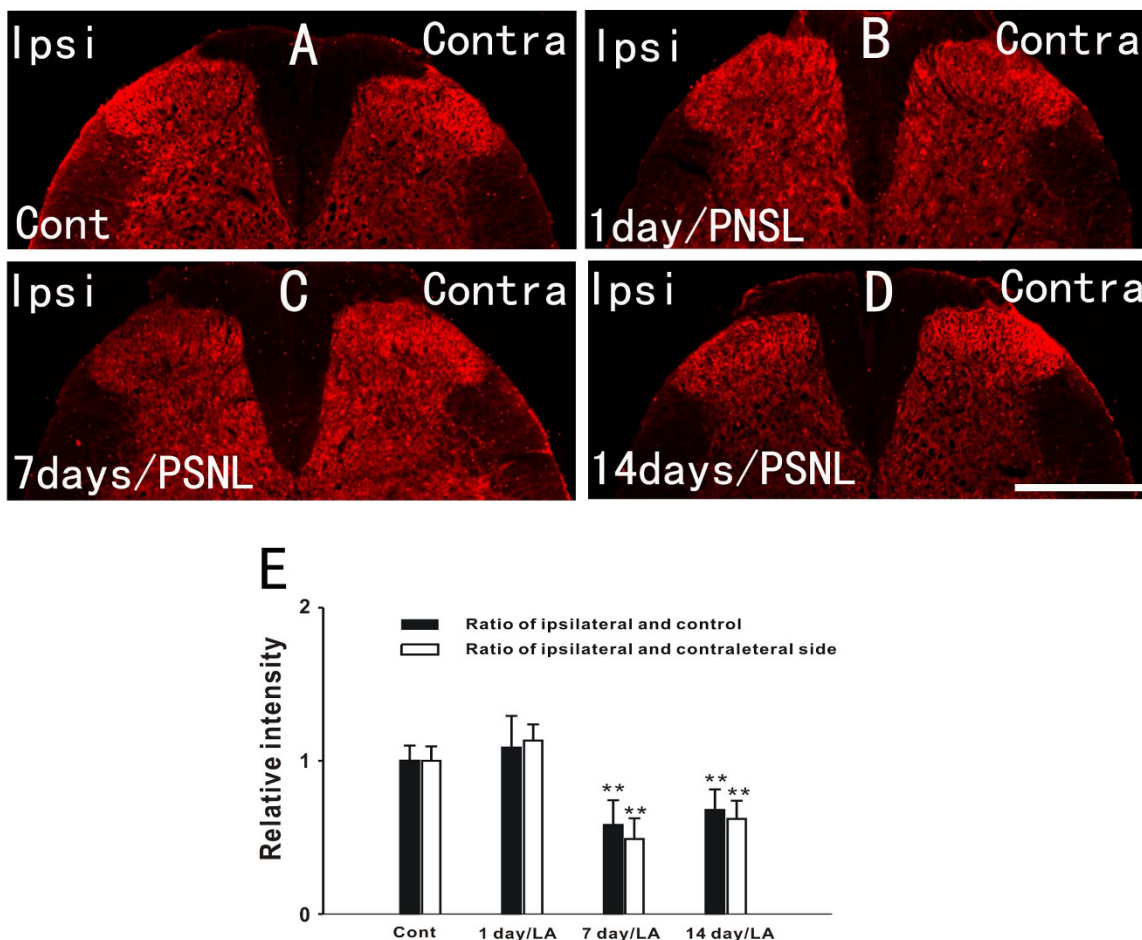 Ipsi A Contra
Cont
Ipsi B Contra
1day/PNSL
Ipsi C Contra
7days/PSNL
Ipsi D Contra
14days/PSNL
E
2
1
0
Relative intensity
Ratio of ipsilateral and control
Ratio of ipsilateral and contraleteral side
** **
** **
Cont 1 day/LA 7 day/LA 14 day/LA